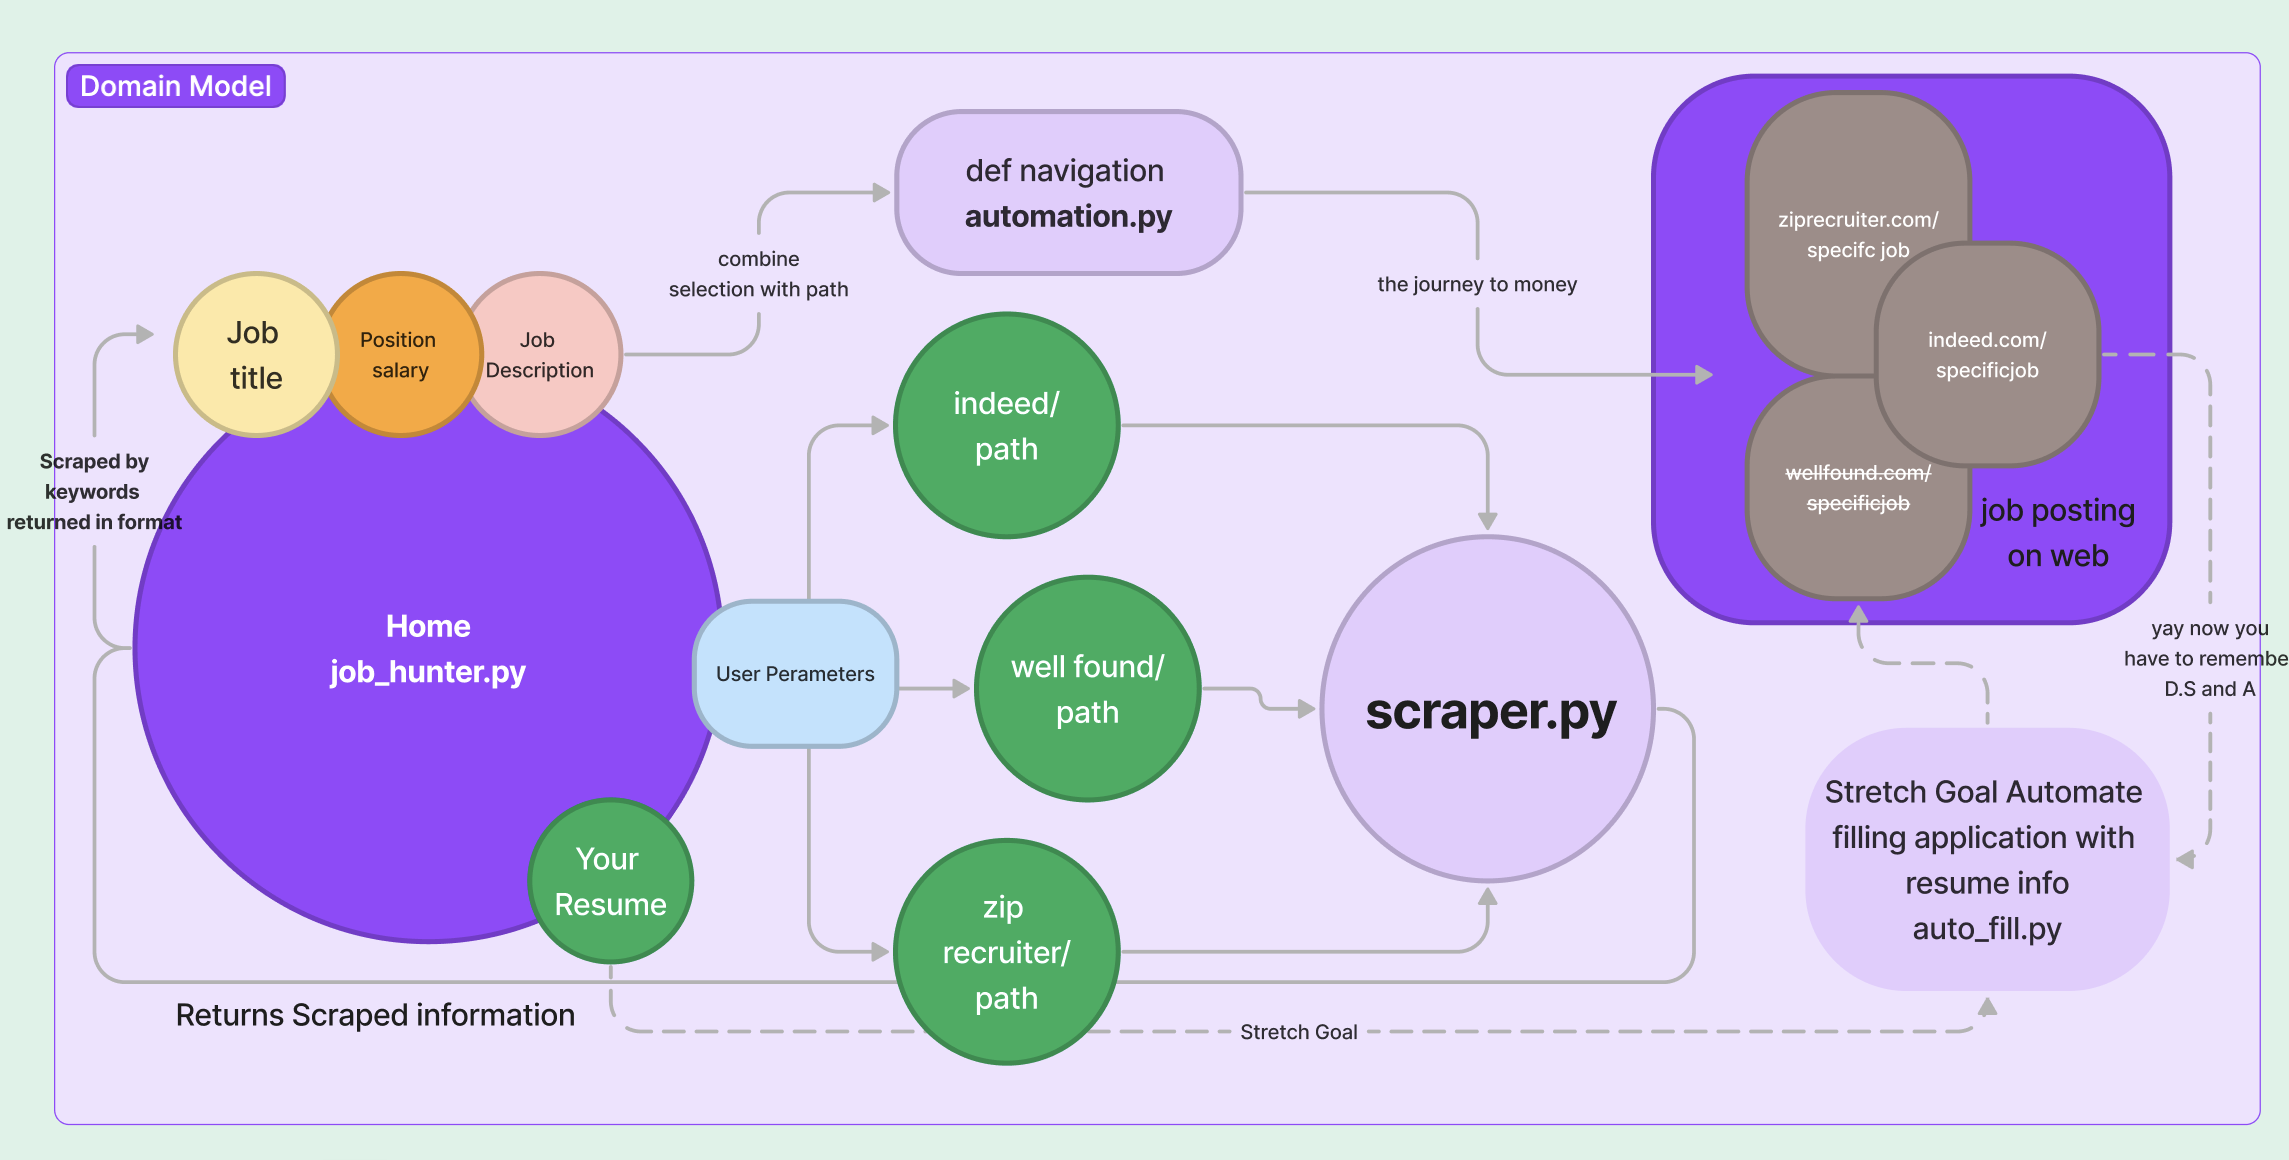 Domain Model
def navigation
automation.py
combine
selection with path
the journey to money
ziprecruiter.com/
specifc job
indeed.com/
specificjob
wellfound.com/
specificjob
job posting
on web
Job
title
Position
salary
Job
Description
Scraped by
keywords
returned in format
Home
job_hunter.py
User Perameters
indeed/
path
well found/
path
zip
recruiter/
path
scraper.py
Your
Resume
yay now you
have to remembe
D.S and A
Stretch Goal Automate
filling application with
resume info
auto_fill.py
Returns Scraped information
Stretch Goal